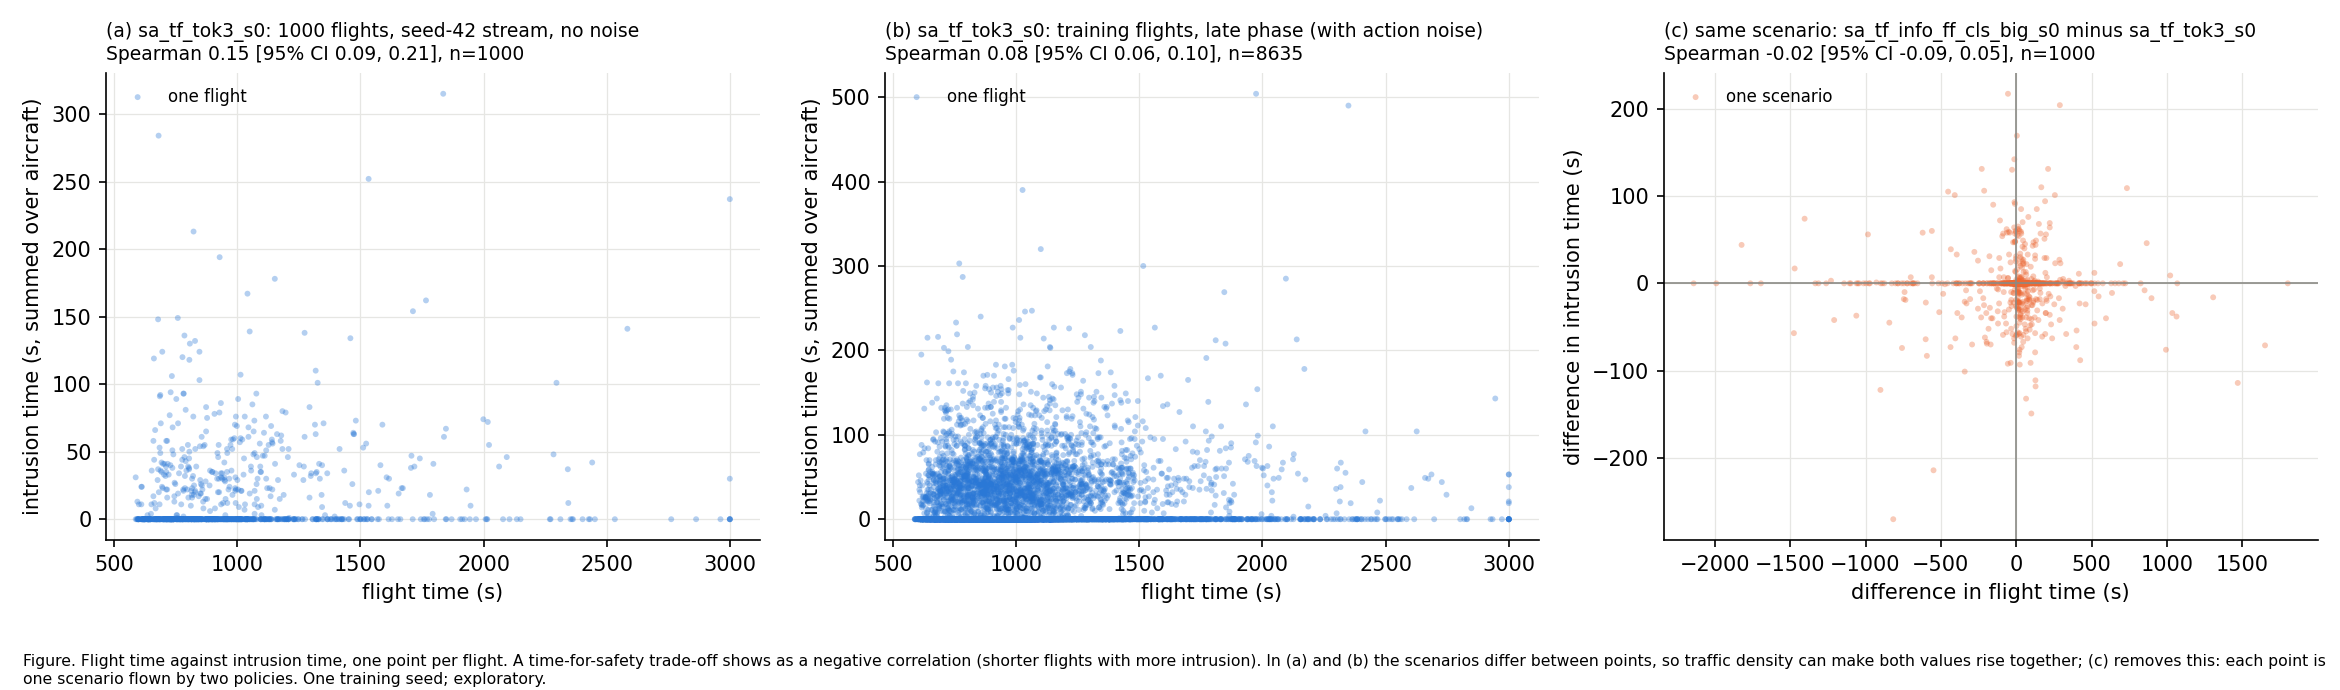 (a) sa_tf_tok3_s0: 1000 flights, seed-42 stream, no noise
Spearman 0.15 [95% CI 0.09, 0.21], n=1000
one flight
300
250
200
150
100
50
0
intrusion time (s, summed over aircraft)
500 1000 1500 2000 2500 3000
flight time (s)
(b) sa_tf_tok3_s0: training flights, late phase (with action noise)
Spearman 0.08 [95% CI 0.06, 0.10], n=8635
one flight
500
400
300
200
100
0
intrusion time (s, summed over aircraft)
500 1000 1500 2000 2500 3000
flight time (s)
(c) same scenario: sa_tf_info_ff_cls_big_s0 minus sa_tf_tok3_s0
Spearman -0.02 [95% CI -0.09, 0.05], n=1000
one scenario
200
100
0
−100
−200
difference in intrusion time (s)
−2000 −1500 −1000 −500 0 500 1000 1500
difference in flight time (s)
Figure. Flight time against intrusion time, one point per flight. A time-for-safety trade-off shows as a negative correlation (shorter flights with more intrusion). In (a) and (b) the scenarios differ between points, so traffic density can make both values rise together; (c) removes this: each point is
one scenario flown by two policies. One training seed; exploratory.